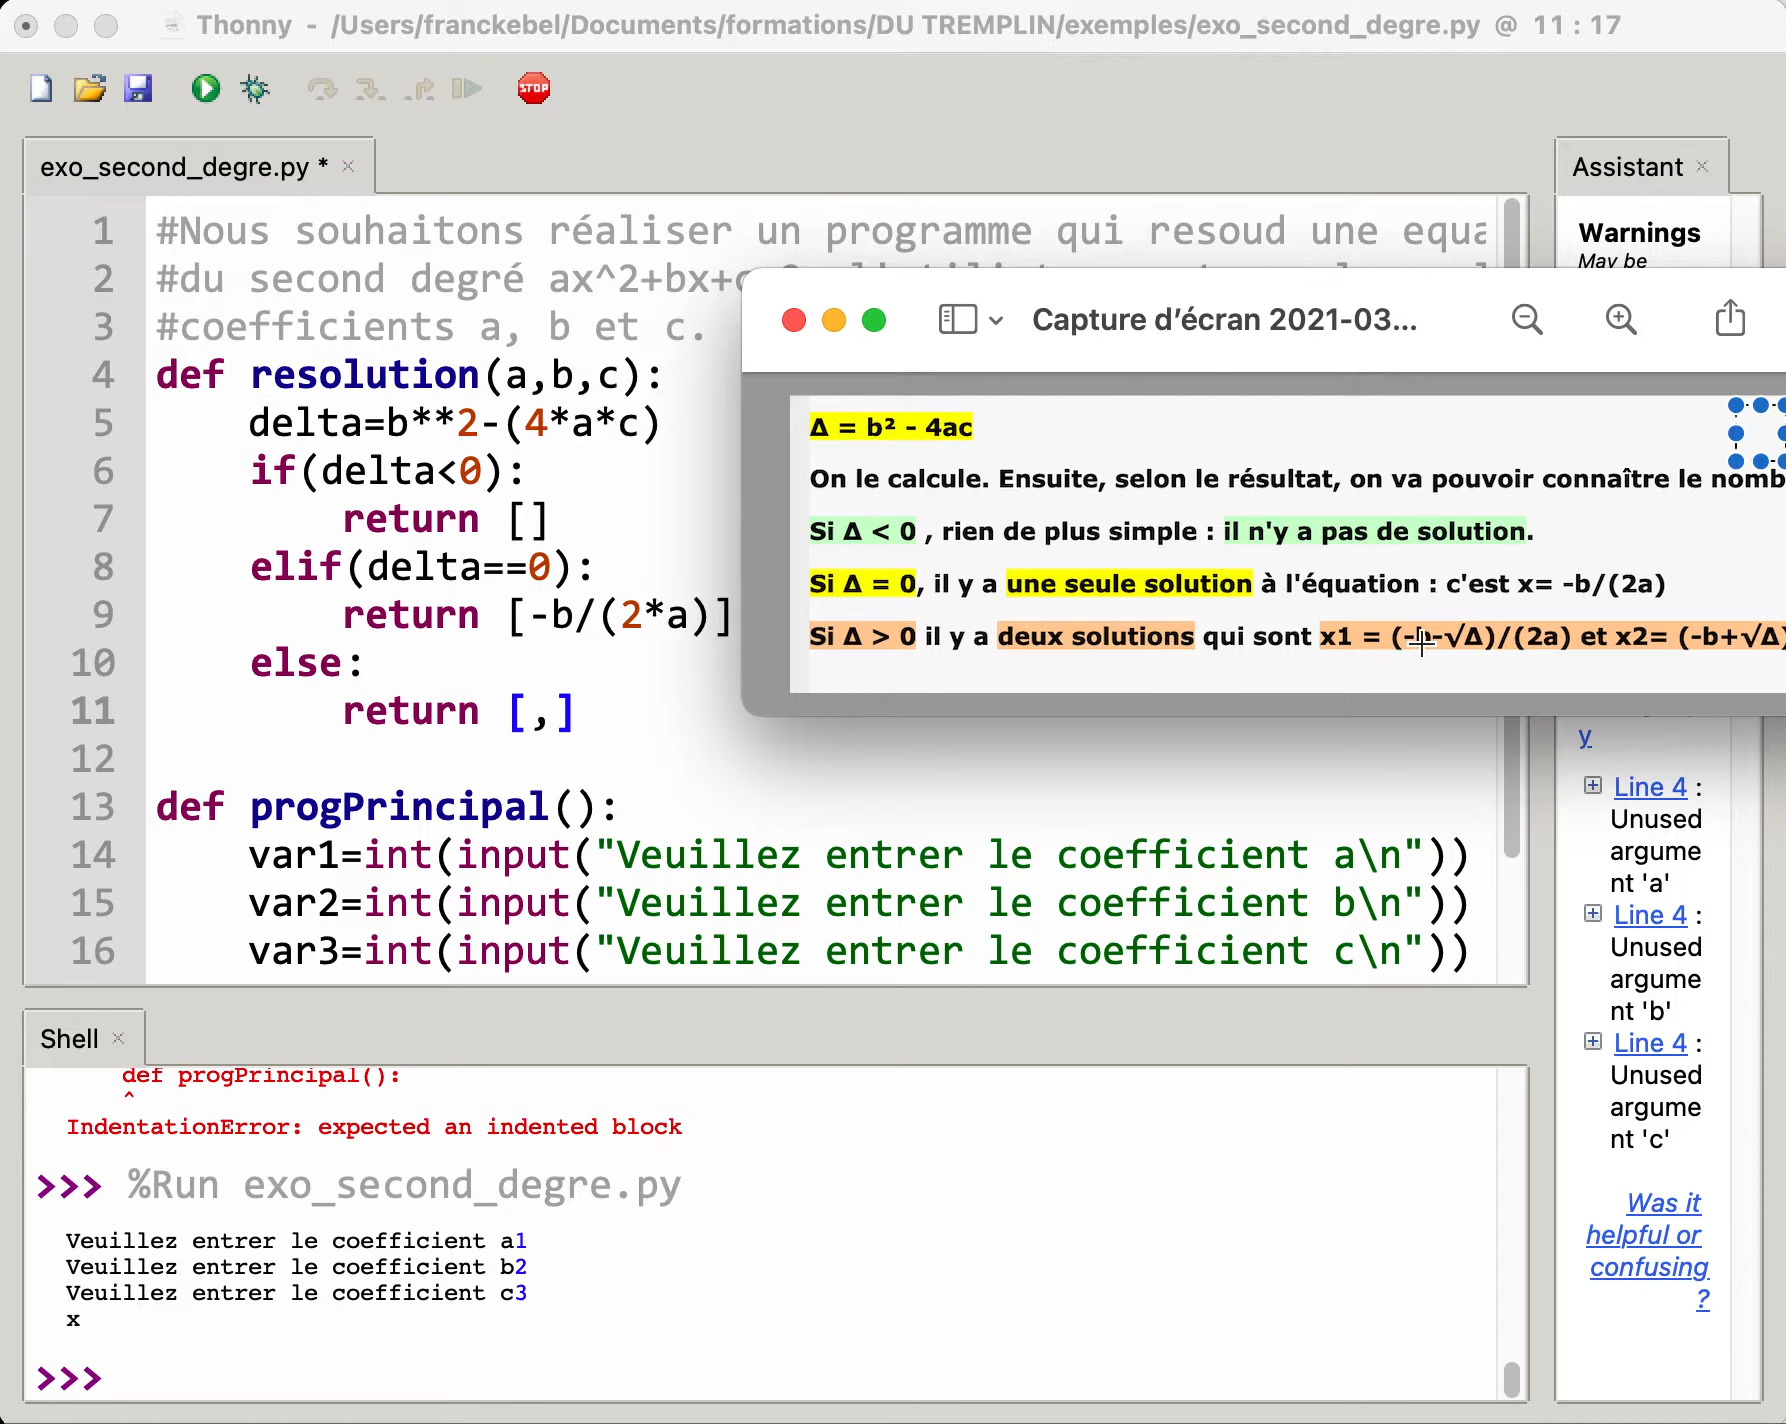 Thonny - /Users/franckebel/Documents/formations/DU TREMPLIN/exemples/exo_second_degre.py @ 11 : 17
STOP
exo_second_degre.py *
1 #Nous souhaitons réaliser un programme qui resoud une equa
2 #du second degré ax^2+bx+c
3 #coefficients a, b et c.
4 def resolution(a,b,c):
5 delta=b**2-(4*a*c)
6 if(delta<0):
7 return []
8 elif(delta==0):
9 return [-b/(2*a)]
10 else:
11 return [,]
12
13 def progPrincipal():
14 var1=int(input("Veuillez entrer le coefficient a\n"))
15 var2=int(input("Veuillez entrer le coefficient b\n"))
16 var3=int(input("Veuillez entrer le coefficient c\n"))
Capture d’écran 2021-03...
Δ = b² - 4ac
On le calcule. Ensuite, selon le résultat, on va pouvoir connaître le nomb
Si Δ < 0 , rien de plus simple : il n'y a pas de solution.
Si Δ = 0, il y a une seule solution à l'équation : c'est x= -b/(2a)
Si Δ > 0 il y a deux solutions qui sont x1 = (-b-√Δ)/(2a) et x2= (-b+√Δ)
Assistant
Warnings
May be
y
Line 4 :
Unused
argume
nt 'a'
Line 4 :
Unused
argume
nt 'b'
Line 4 :
Unused
argume
nt 'c'
Was it
helpful or
confusing
?
Shell
def progPrincipal():
^
IndentationError: expected an indented block
>>> %Run exo_second_degre.py
Veuillez entrer le coefficient a1
Veuillez entrer le coefficient b2
Veuillez entrer le coefficient c3
x
>>>